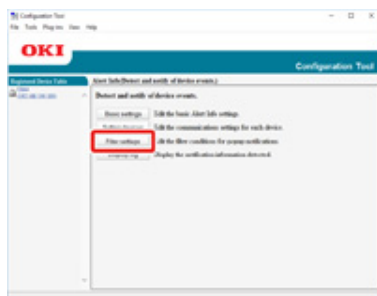 Configuration Tool
File Tools Plug-ins View Help
OKI
Configuration Tool
Registered Device Table
Alert Info(Detect and notify of device events.)
Detect and notify of device events.
Basic settings Edit the basic Alert Info settings.
Edit the communications settings for each device.
Filter settings Edit the filter conditions for popup notifications.
Display the notification information detected.